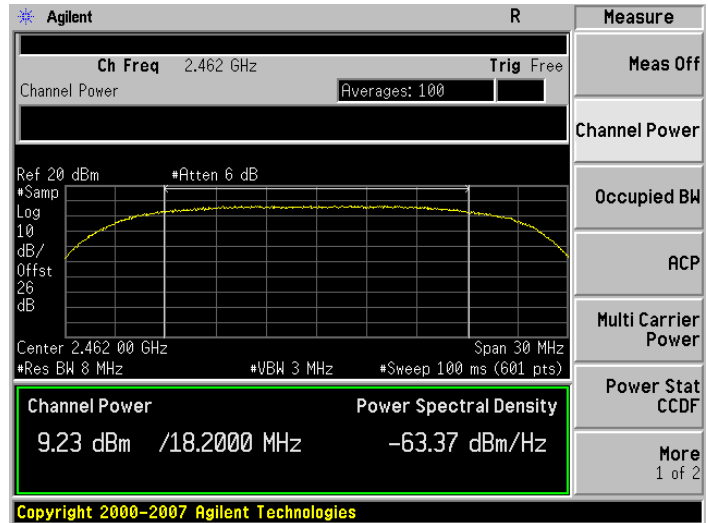 Agilent R Measure
Ch Freq 2.462 GHz Trig Free
Meas Off
Channel Power Averages: 100
Channel Power
Ref 20 dBm #Atten 6 dB
#Samp
Log
10
dB/
Offst
26
dB
Occupied BW
ACP
Multi Carrier
Power
Center 2.462 00 GHz Span 30 MHz
#Res BW 8 MHz #VBW 3 MHz #Sweep 100 ms (601 pts)
Power Stat
CCDF
Channel Power Power Spectral Density
9.23 dBm /18.2000 MHz -63.37 dBm/Hz
More
1 of 2
Copyright 2000-2007 Agilent Technologies